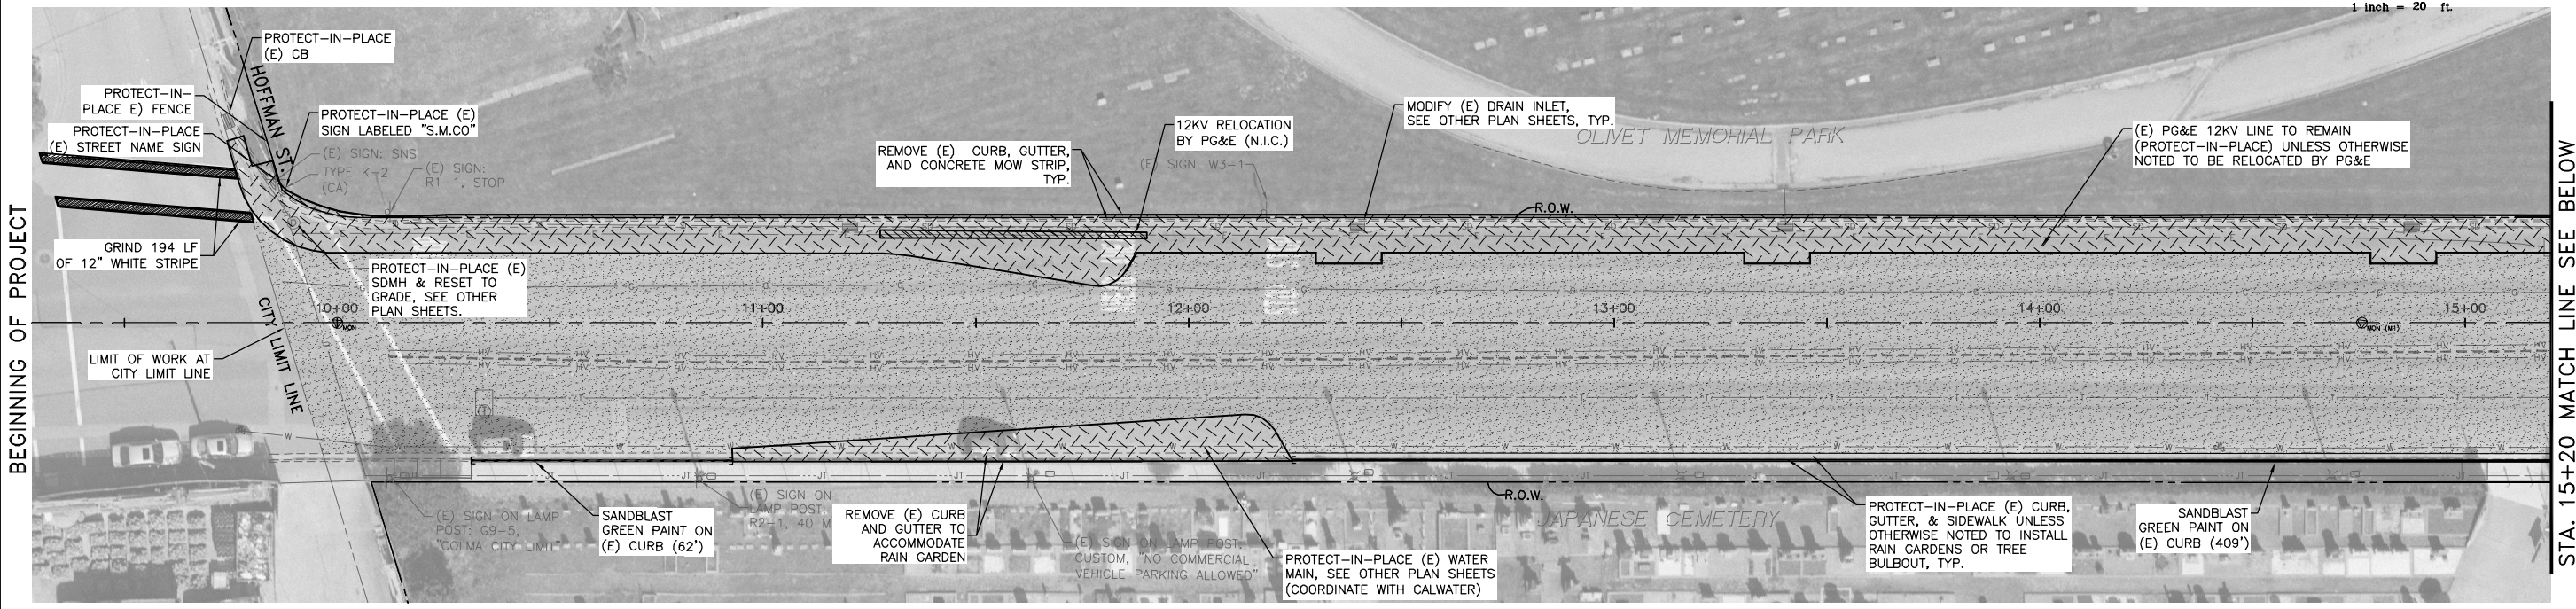 1 inch = 20 ft.
PROTECT-IN-PLACE
(E) CB
HOFFMAN ST.
PROTECT-IN-
PLACE E) FENCE
PROTECT-IN-PLACE (E)
SIGN LABELED "S.M.CO"
PROTECT-IN-PLACE
(E) STREET NAME SIGN
(E) SIGN: SNS
TYPE K-2
(CA)
(E) SIGN:
R1-1, STOP
REMOVE (E) CURB, GUTTER,
AND CONCRETE MOW STRIP,
TYP.
12KV RELOCATION
BY PG&E (N.I.C.)
(E) SIGN: W3-1
MODIFY (E) DRAIN INLET,
SEE OTHER PLAN SHEETS, TYP.
OLIVET MEMORIAL PARK
(E) PG&E 12KV LINE TO REMAIN
(PROTECT-IN-PLACE) UNLESS OTHERWISE
NOTED TO BE RELOCATED BY PG&E
R.O.W.
GRIND 194 LF
OF 12" WHITE STRIPE
PROTECT-IN-PLACE (E)
SDMH & RESET TO
GRADE, SEE OTHER
PLAN SHEETS.
BEGINNING OF PROJECT
CITY LIMIT LINE
10+00
11+00
12+00
13+00
14+00
15+00
MON
MON (M1)
LIMIT OF WORK AT
CITY LIMIT LINE
STA. 15+20 MATCH LINE SEE BELOW
(E) SIGN ON LAMP
POST: G9-5,
"COLMA CITY LIMIT"
SANDBLAST
GREEN PAINT ON
(E) CURB (62')
(E) SIGN ON
LAMP POST:
R2-1, 40 M
REMOVE (E) CURB
AND GUTTER TO
ACCOMMODATE
RAIN GARDEN
(E) SIGN ON LAMP POST:
CUSTOM, "NO COMMERCIAL
VEHICLE PARKING ALLOWED"
PROTECT-IN-PLACE (E) WATER
MAIN, SEE OTHER PLAN SHEETS
(COORDINATE WITH CALWATER)
R.O.W.
JAPANESE CEMETERY
PROTECT-IN-PLACE (E) CURB,
GUTTER, & SIDEWALK UNLESS
OTHERWISE NOTED TO INSTALL
RAIN GARDENS OR TREE
BULBOUT, TYP.
SANDBLAST
GREEN PAINT ON
(E) CURB (409')